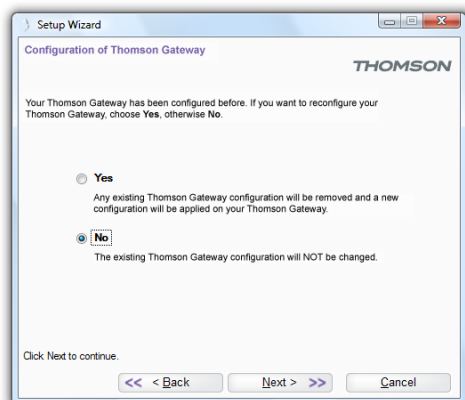 Setup Wizard
Configuration of Thomson Gateway
THOMSON
Your Thomson Gateway has been configured before. If you want to reconfigure your
Thomson Gateway, choose Yes, otherwise No.
Yes
Any existing Thomson Gateway configuration will be removed and a new
configuration will be applied on your Thomson Gateway.
No
The existing Thomson Gateway configuration will NOT be changed.
Click Next to continue.
<< < Back Next > >> Cancel